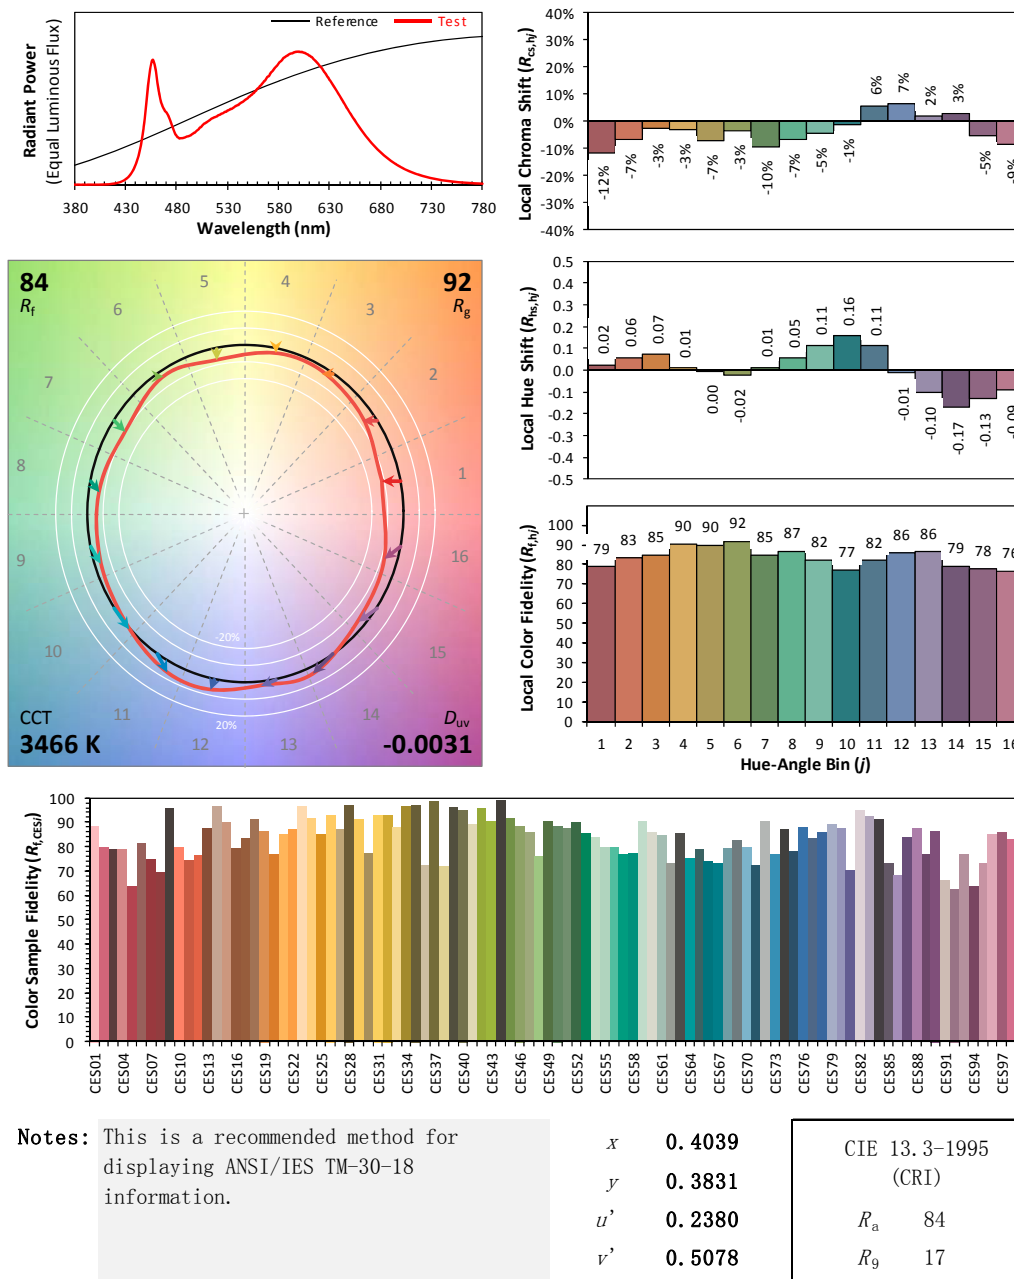 Reference Test
Radiant Power
(Equal Luminous Flux)
380 430 480 530 580 630 680 730 780
Wavelength (nm)
Local Chroma Shift (Rcs,hj)
40%
30%
20%
10%
0%
-10%
-20%
-30%
-40%
-12% -7% -3% -3% -7% -3% -10% -7% -5% -1% 6% 7% 2% 3% -5% -9%
84
Rf
92
Rg
1 2 3 4 5 6 7 8 9 10 11 12 13 14 15 16
-20%
20%
CCT
3466 K
Duv
-0.0031
Local Hue Shift (Rhs,hj)
0.5
0.4
0.3
0.2
0.1
0.0
-0.1
-0.2
-0.3
-0.4
-0.5
0.02 0.06 0.07 0.01 0.00 -0.02 0.01 0.05 0.11 0.16 0.11 -0.01 -0.10 -0.17 -0.13 -0.09
Local Color Fidelity (Rf,hj)
100
90
80
70
60
50
40
30
20
10
0
79 83 85 90 90 92 85 87 82 77 82 86 86 79 78 76
1 2 3 4 5 6 7 8 9 10 11 12 13 14 15 16
Hue-Angle Bin (j)
Color Sample Fidelity (Rf,CESi)
100
90
80
70
60
50
40
30
20
10
0
CES01 CES04 CES07 CES10 CES13 CES16 CES19 CES22 CES25 CES28 CES31 CES34 CES37 CES40 CES43 CES46 CES49 CES52 CES55 CES58 CES61 CES64 CES67 CES70 CES73 CES76 CES79 CES82 CES85 CES88 CES91 CES94 CES97
Notes: This is a recommended method for
displaying ANSI/IES TM-30-18
information.
x 0.4039
y 0.3831
u' 0.2380
v' 0.5078
CIE 13.3-1995
(CRI)
Ra 84
R9 17